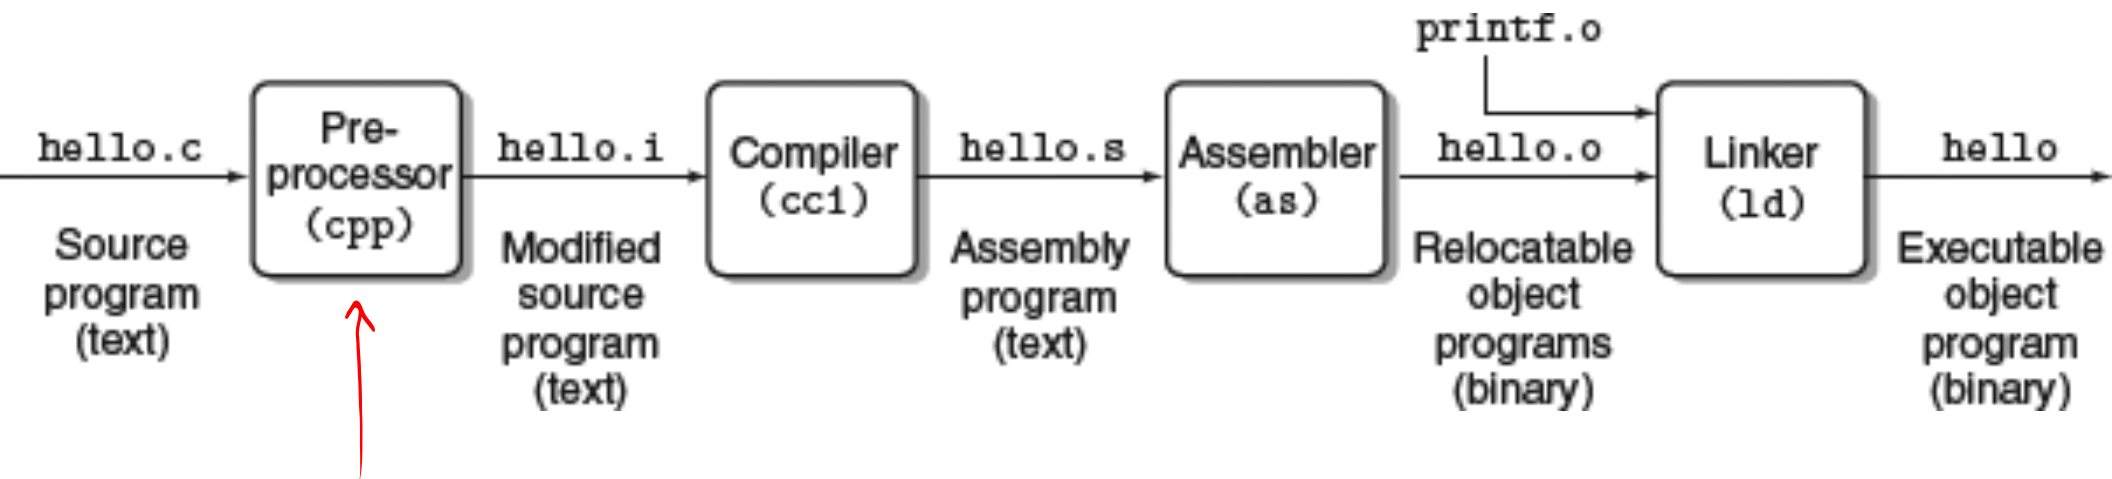 printf.o
hello.c
Pre-
processor
(cpp)
hello.i
Compiler
(cc1)
hello.s
Assembler
(as)
hello.o
Linker
(ld)
hello
Source
program
(text)
Modified
source
program
(text)
Assembly
program
(text)
Relocatable
object
programs
(binary)
Executable
object
program
(binary)